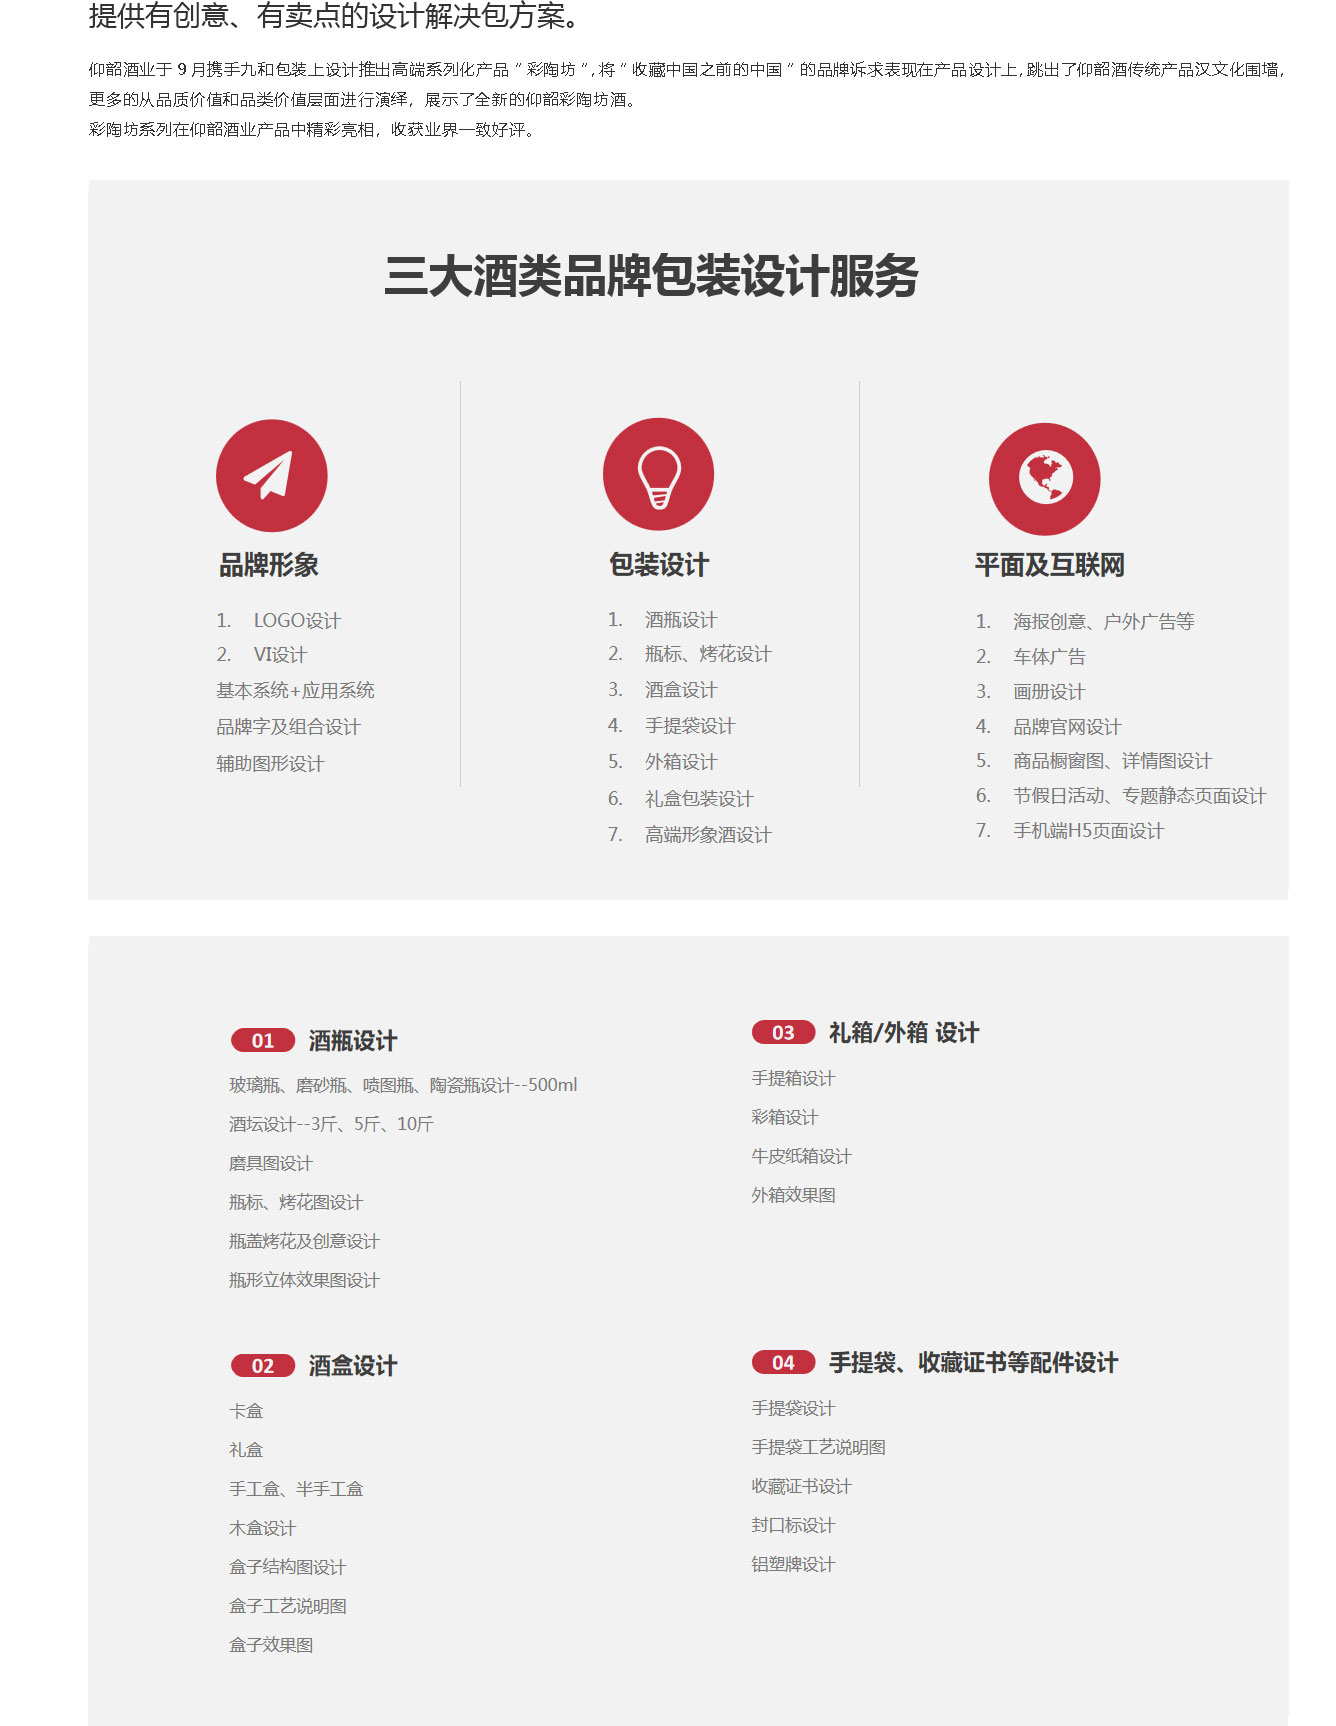 提供有创意、有卖点的设计解决包方案。
仰韶酒业于 9 月携手九和包装上设计推出高端系列化产品 " 彩陶坊 ", 将 " 收藏中国之前的中国 " 的品牌诉求表现在产品设计上, 跳出了仰韶酒传统产品汉文化围墙,
更多的从品质价值和品类价值层面进行演绎，展示了全新的仰韶彩陶坊酒。
彩陶坊系列在仰韶酒业产品中精彩亮相，收获业界一致好评。
三大酒类品牌包装设计服务
品牌形象
1. LOGO设计
2. VI设计
基本系统+应用系统
品牌字及组合设计
辅助图形设计
包装设计
1. 酒瓶设计
2. 瓶标、烤花设计
3. 酒盒设计
4. 手提袋设计
5. 外箱设计
6. 礼盒包装设计
7. 高端形象酒设计
平面及互联网
1. 海报创意、户外广告等
2. 车体广告
3. 画册设计
4. 品牌官网设计
5. 商品橱窗图、详情图设计
6. 节假日活动、专题静态页面设计
7. 手机端H5页面设计
01 酒瓶设计
玻璃瓶、磨砂瓶、喷图瓶、陶瓷瓶设计--500ml
酒坛设计--3斤、5斤、10斤
磨具图设计
瓶标、烤花图设计
瓶盖烤花及创意设计
瓶形立体效果图设计
02 酒盒设计
卡盒
礼盒
手工盒、半手工盒
木盒设计
盒子结构图设计
盒子工艺说明图
盒子效果图
03 礼箱/外箱 设计
手提箱设计
彩箱设计
牛皮纸箱设计
外箱效果图
04 手提袋、收藏证书等配件设计
手提袋设计
手提袋工艺说明图
收藏证书设计
封口标设计
铝塑牌设计